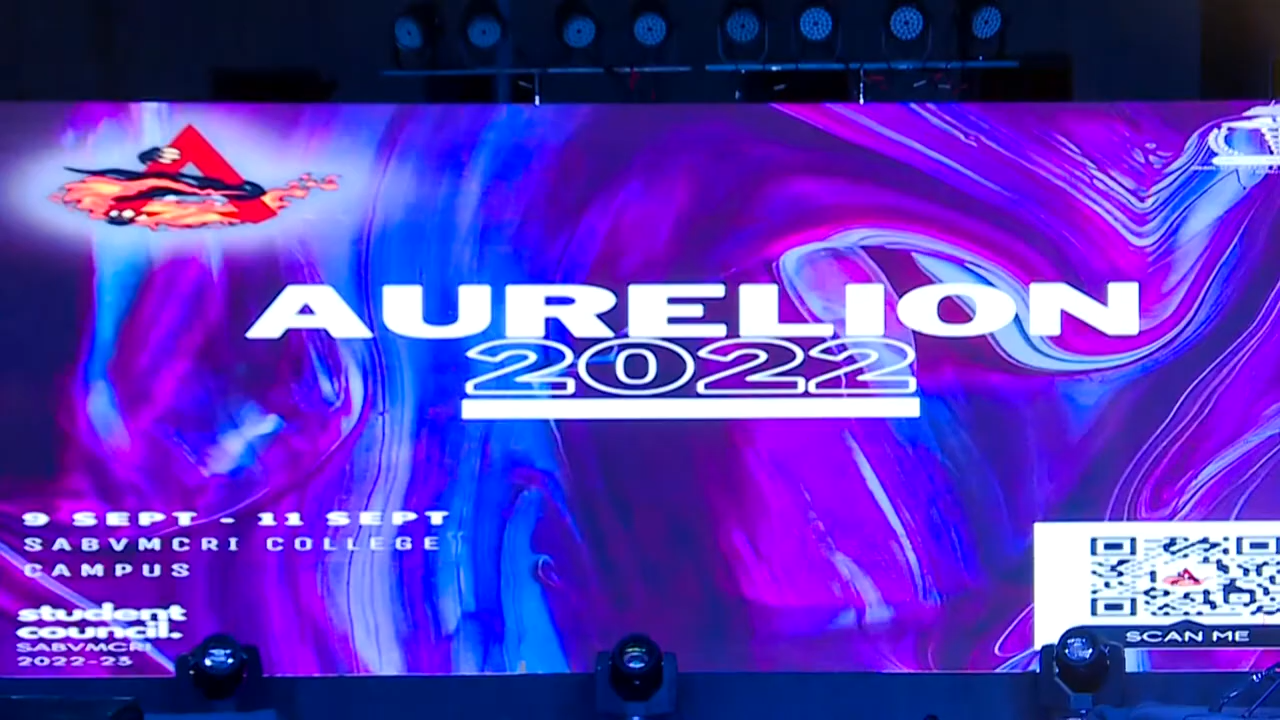 AURELION
2022
9 SEPT - 11 SEPT
SABVMCRI COLLEGE
CAMPUS
student
council.
SABVMCRI
2022-23
SCAN ME